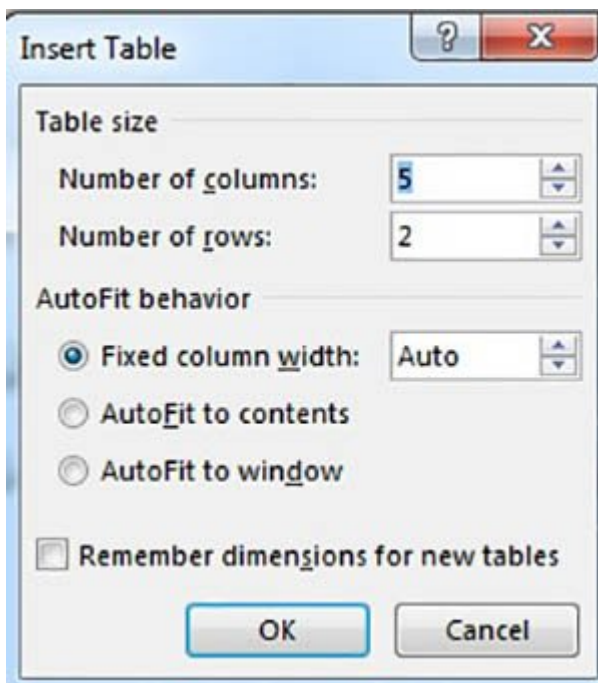 Insert Table ?
Table size
Number of columns: 5
Number of rows: 2
AutoFit behavior
Fixed column width: Auto
AutoFit to contents
AutoFit to window
Remember dimensions for new tables
OK Cancel